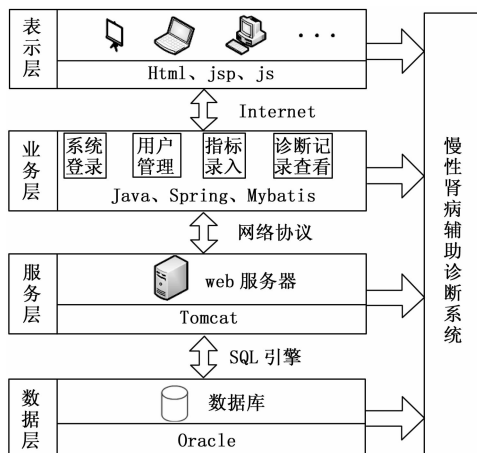 表示层
· · ·
Html、jsp、js
Internet
业务层
系统登录
用户管理
指标录入
诊断记录查看
Java、Spring、Mybatis
网络协议
服务层
web 服务器
Tomcat
SQL 引擎
数据层
数据库
Oracle
慢性肾病辅助诊断系统